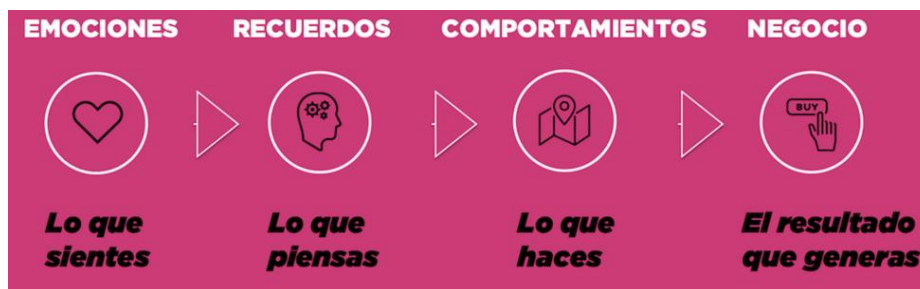 EMOCIONES
RECUERDOS
COMPORTAMIENTOS
NEGOCIO
BUY
Lo que
sientes
Lo que
piensas
Lo que
haces
El resultado
que generas